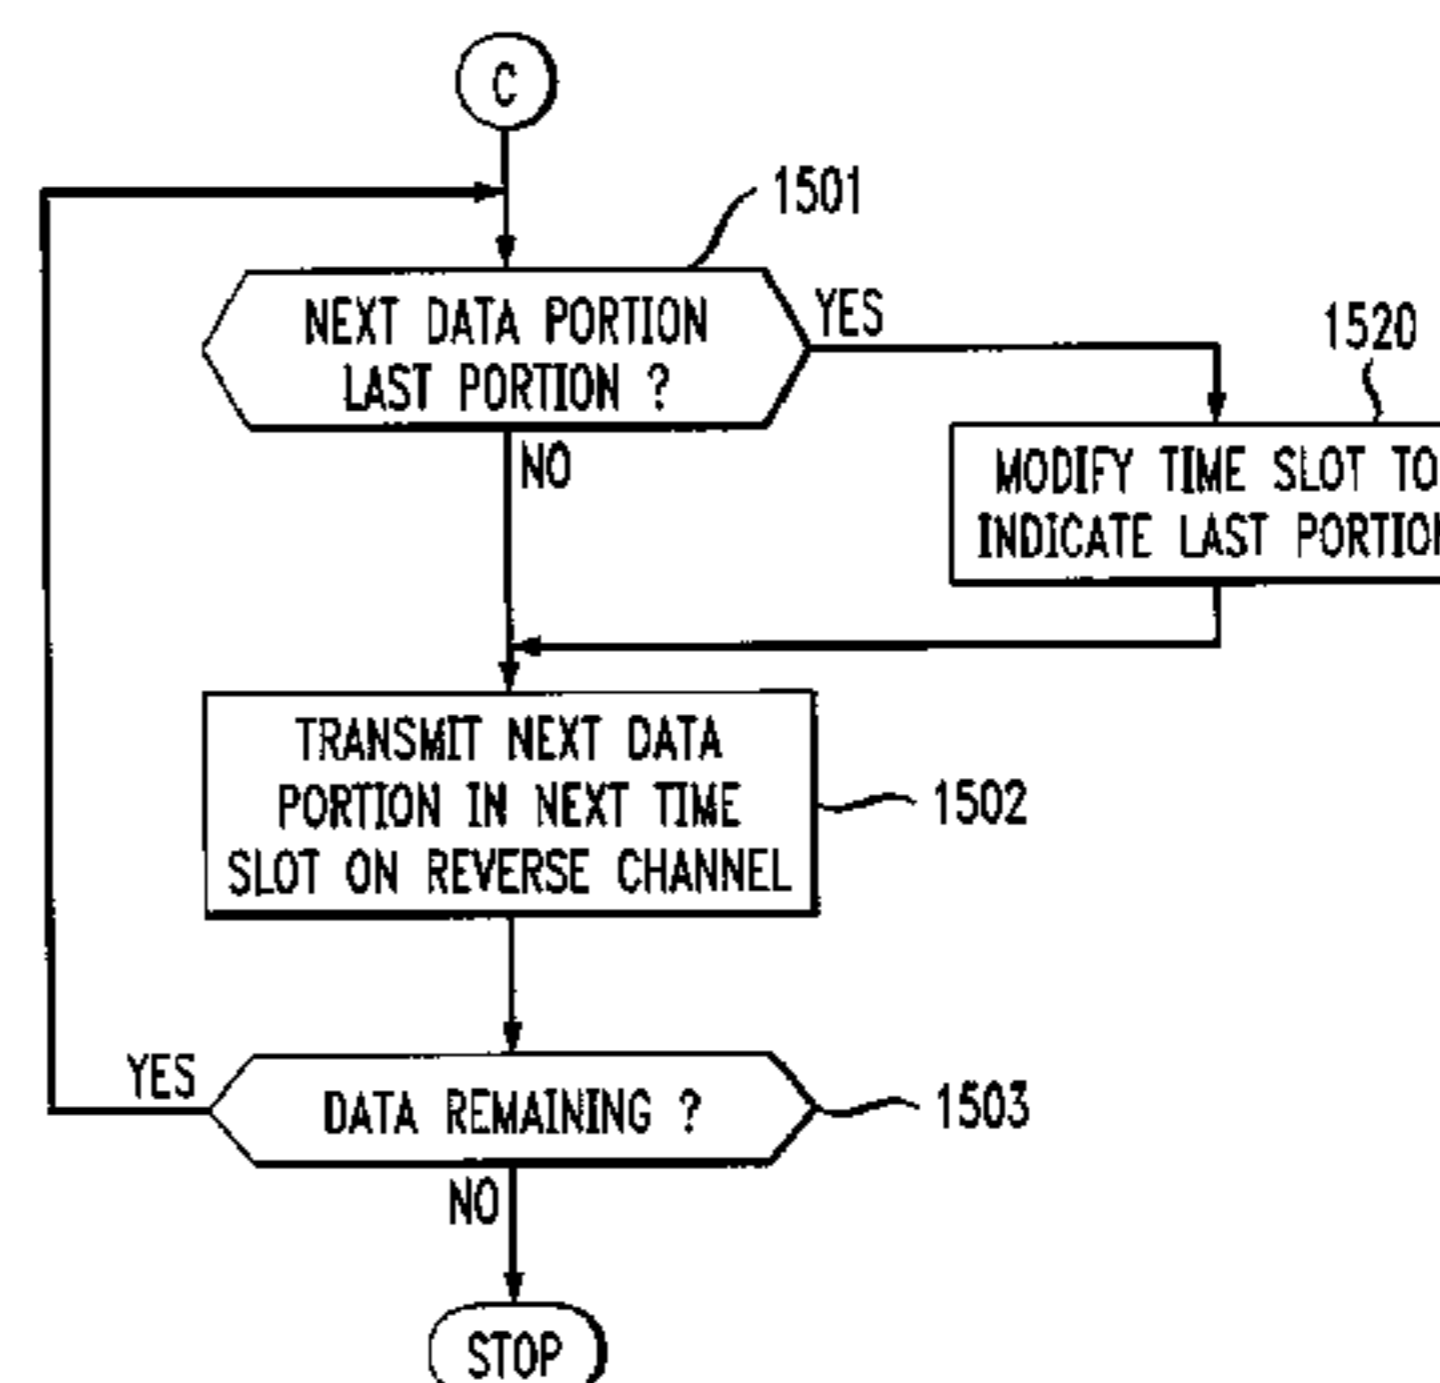 C
1501
NEXT DATA PORTION
LAST PORTION ?
YES
1520
MODIFY TIME SLOT TO
INDICATE LAST
NO
TRANSMIT NEXT DATA
PORTION IN NEXT TIME
SLOT ON REVERSE CHANNEL
1502
YES
DATA REMAINING ?
1503
NO
STOP